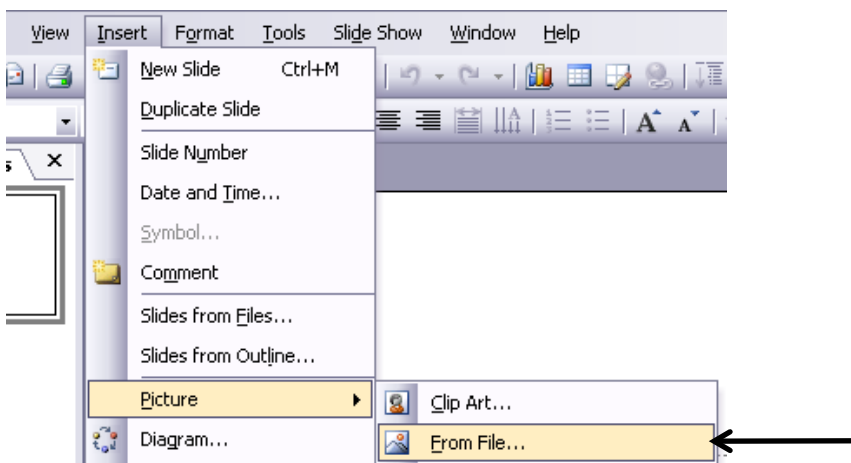 View Insert Format Tools Slide Show Window Help
New Slide Ctrl+M
Duplicate Slide
A A
Slide Number
s X
Date and Time...
Symbol...
Comment
Slides from Files...
Slides from Outline...
Picture
Clip Art...
Diagram...
From File...